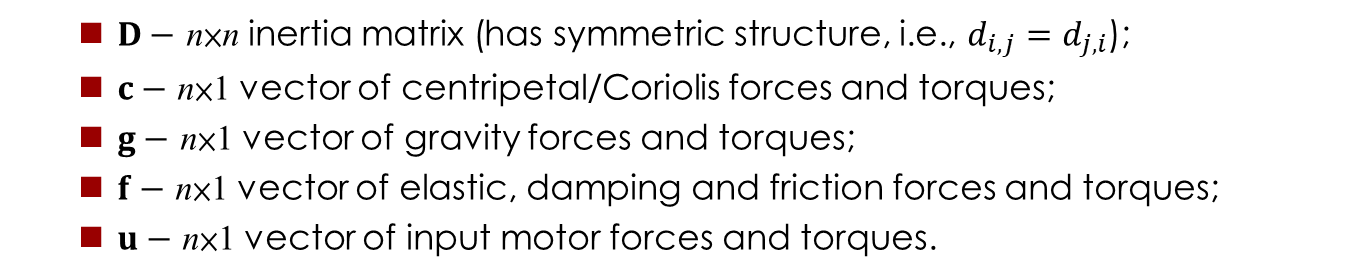 ■ D – n×n inertia matrix (has symmetric structure, i.e., d_{i,j} = d_{j,i});
■ c – n×1 vector of centripetal/Coriolis forces and torques;
■ g – n×1 vector of gravity forces and torques;
■ f – n×1 vector of elastic, damping and friction forces and torques;
■ u – n×1 vector of input motor forces and torques.